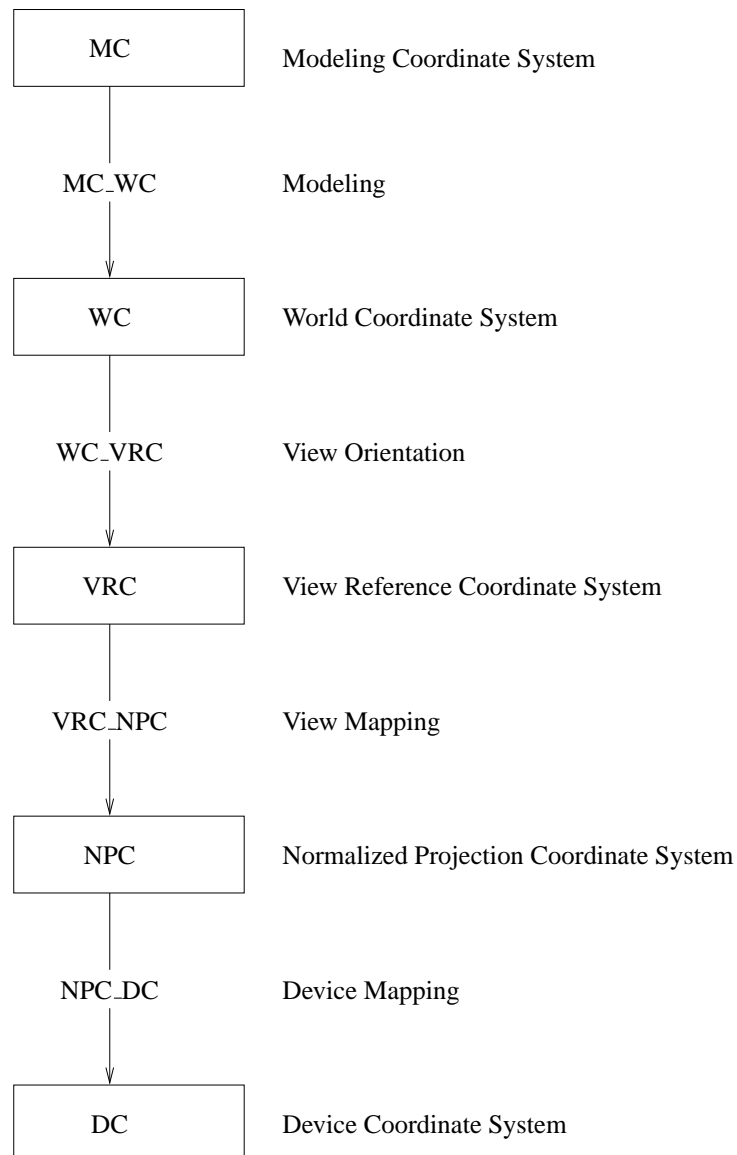 MC Modeling Coordinate System
MC_WC Modeling
WC World Coordinate System
WC_VRC View Orientation
VRC View Reference Coordinate System
VRC_NPC View Mapping
NPC Normalized Projection Coordinate System
NPC_DC Device Mapping
DC Device Coordinate System